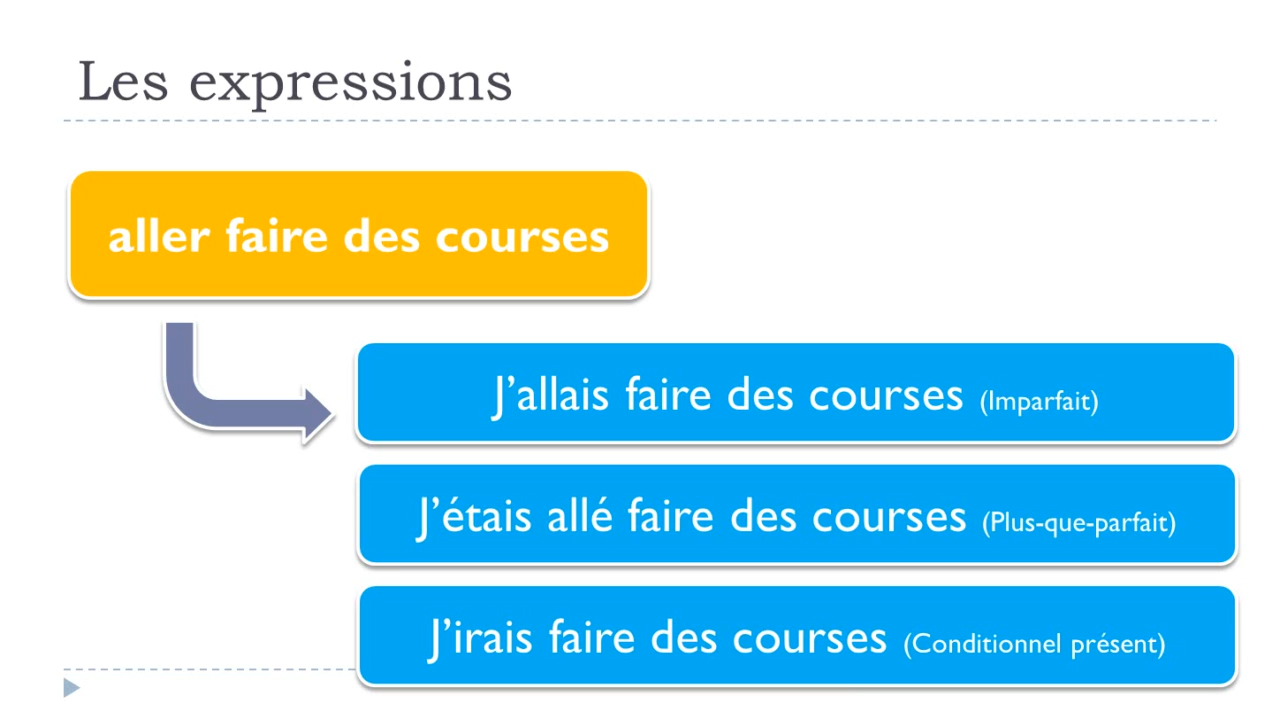 Les expressions
aller faire des courses
J’allais faire des courses (Imparfait)
J’étais allé faire des courses (Plus-que-parfait)
J’irais faire des courses (Conditionnel présent)